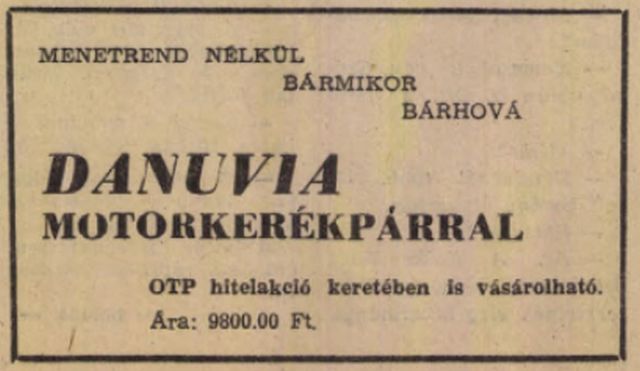 MENETREND NÉLKÜL
BÁRMIKOR
BÁRHOVÁ
DANUVIA
MOTORKERÉKPÁRRAL
OTP hitelakció keretében is vásárolható.
Ára: 9800.00 Ft.